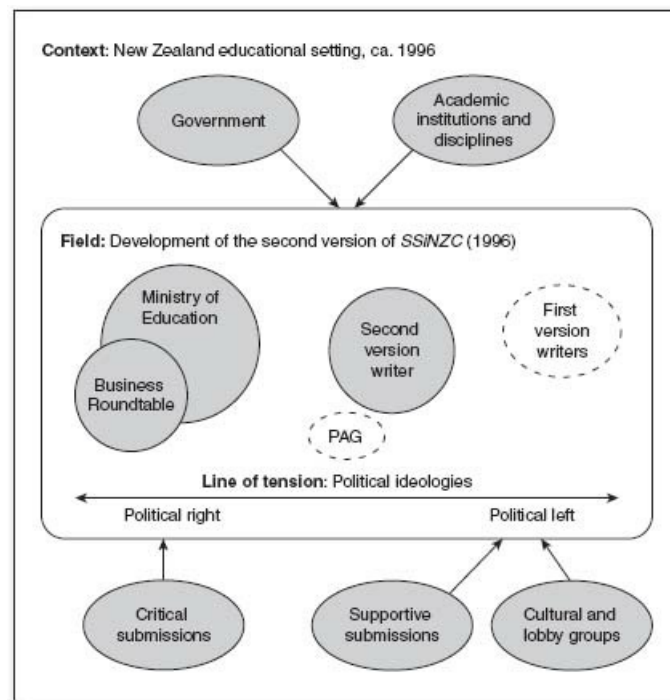 Context: New Zealand educational setting, ca. 1996
Government
Academic
institutions and
disciplines
Field: Development of the second version of SSiNZC (1996)
Ministry of
Education
Business
Roundtable
Second
version
writer
First
version
writers
PAG
Line of tension: Political ideologies
Political right
Political left
Critical
submissions
Supportive
submissions
Cultural and
lobby groups